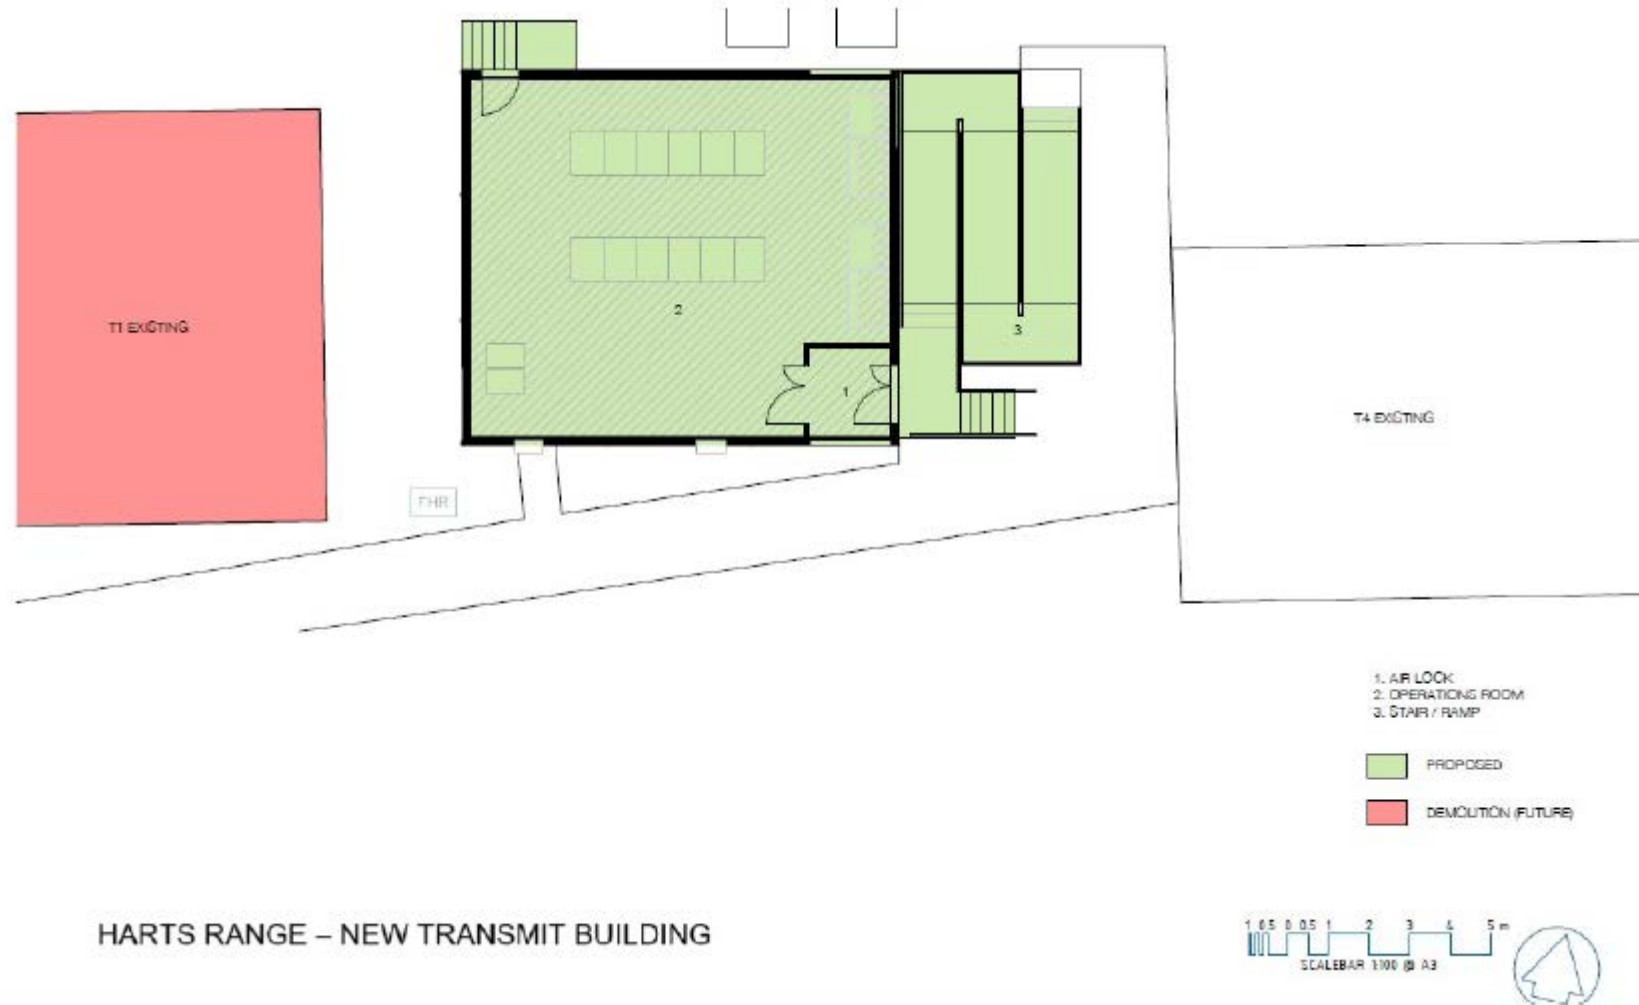 T1 EXISTING
2
3
1
T4 EXISTING
FHR
1. AIR LOCK
2. OPERATIONS ROOM
3. STAIR / RAMP
PROPOSED
DEMOLITION (FUTURE)
HARTS RANGE – NEW TRANSMIT BUILDING
1 0.5 0 0.5 1 2 3 4 5 m
SCALEBAR 1:100 @ A3